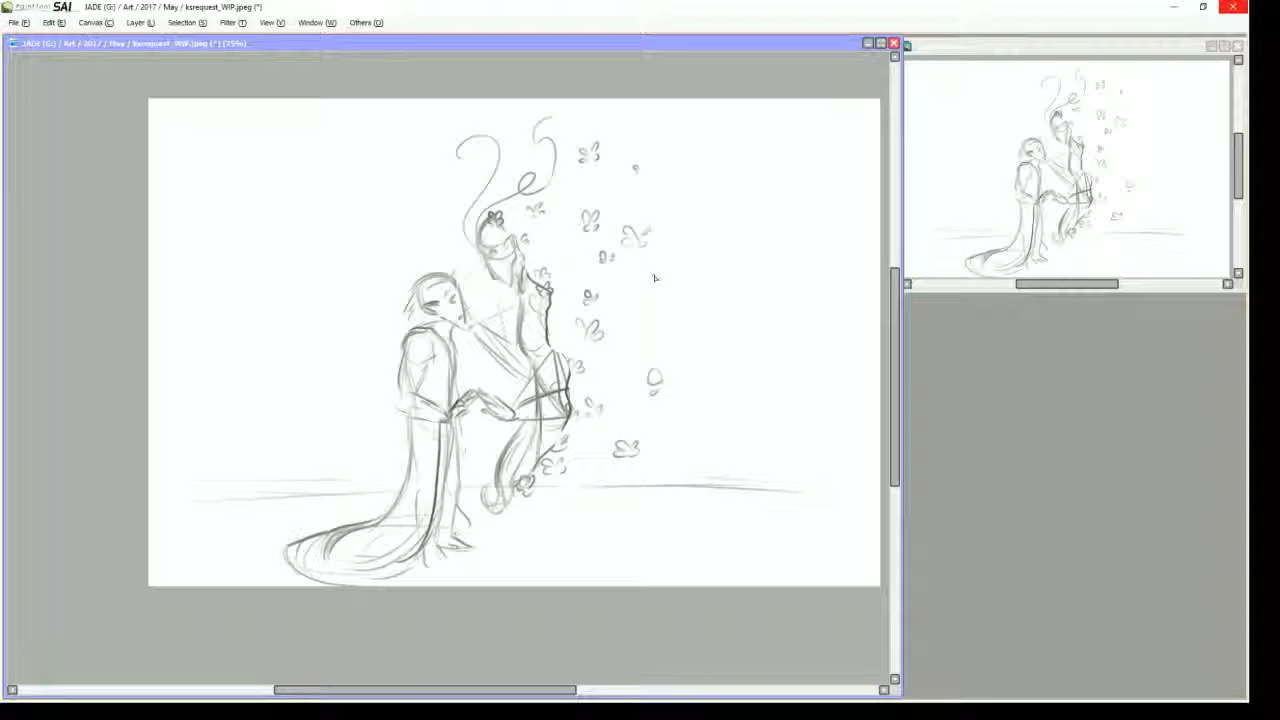 PaintTool SAI JADE (G:) / Art / 2017 / May / ksrequest_WIP.jpeg (*)
File (F) Edit (E) Canvas (C) Layer (L) Selection (S) Filter (T) View (V) Window (W) Others (O)
JADE (G:) / Art / 2017 / May / ksrequest_WIP.jpeg (*) (75%)